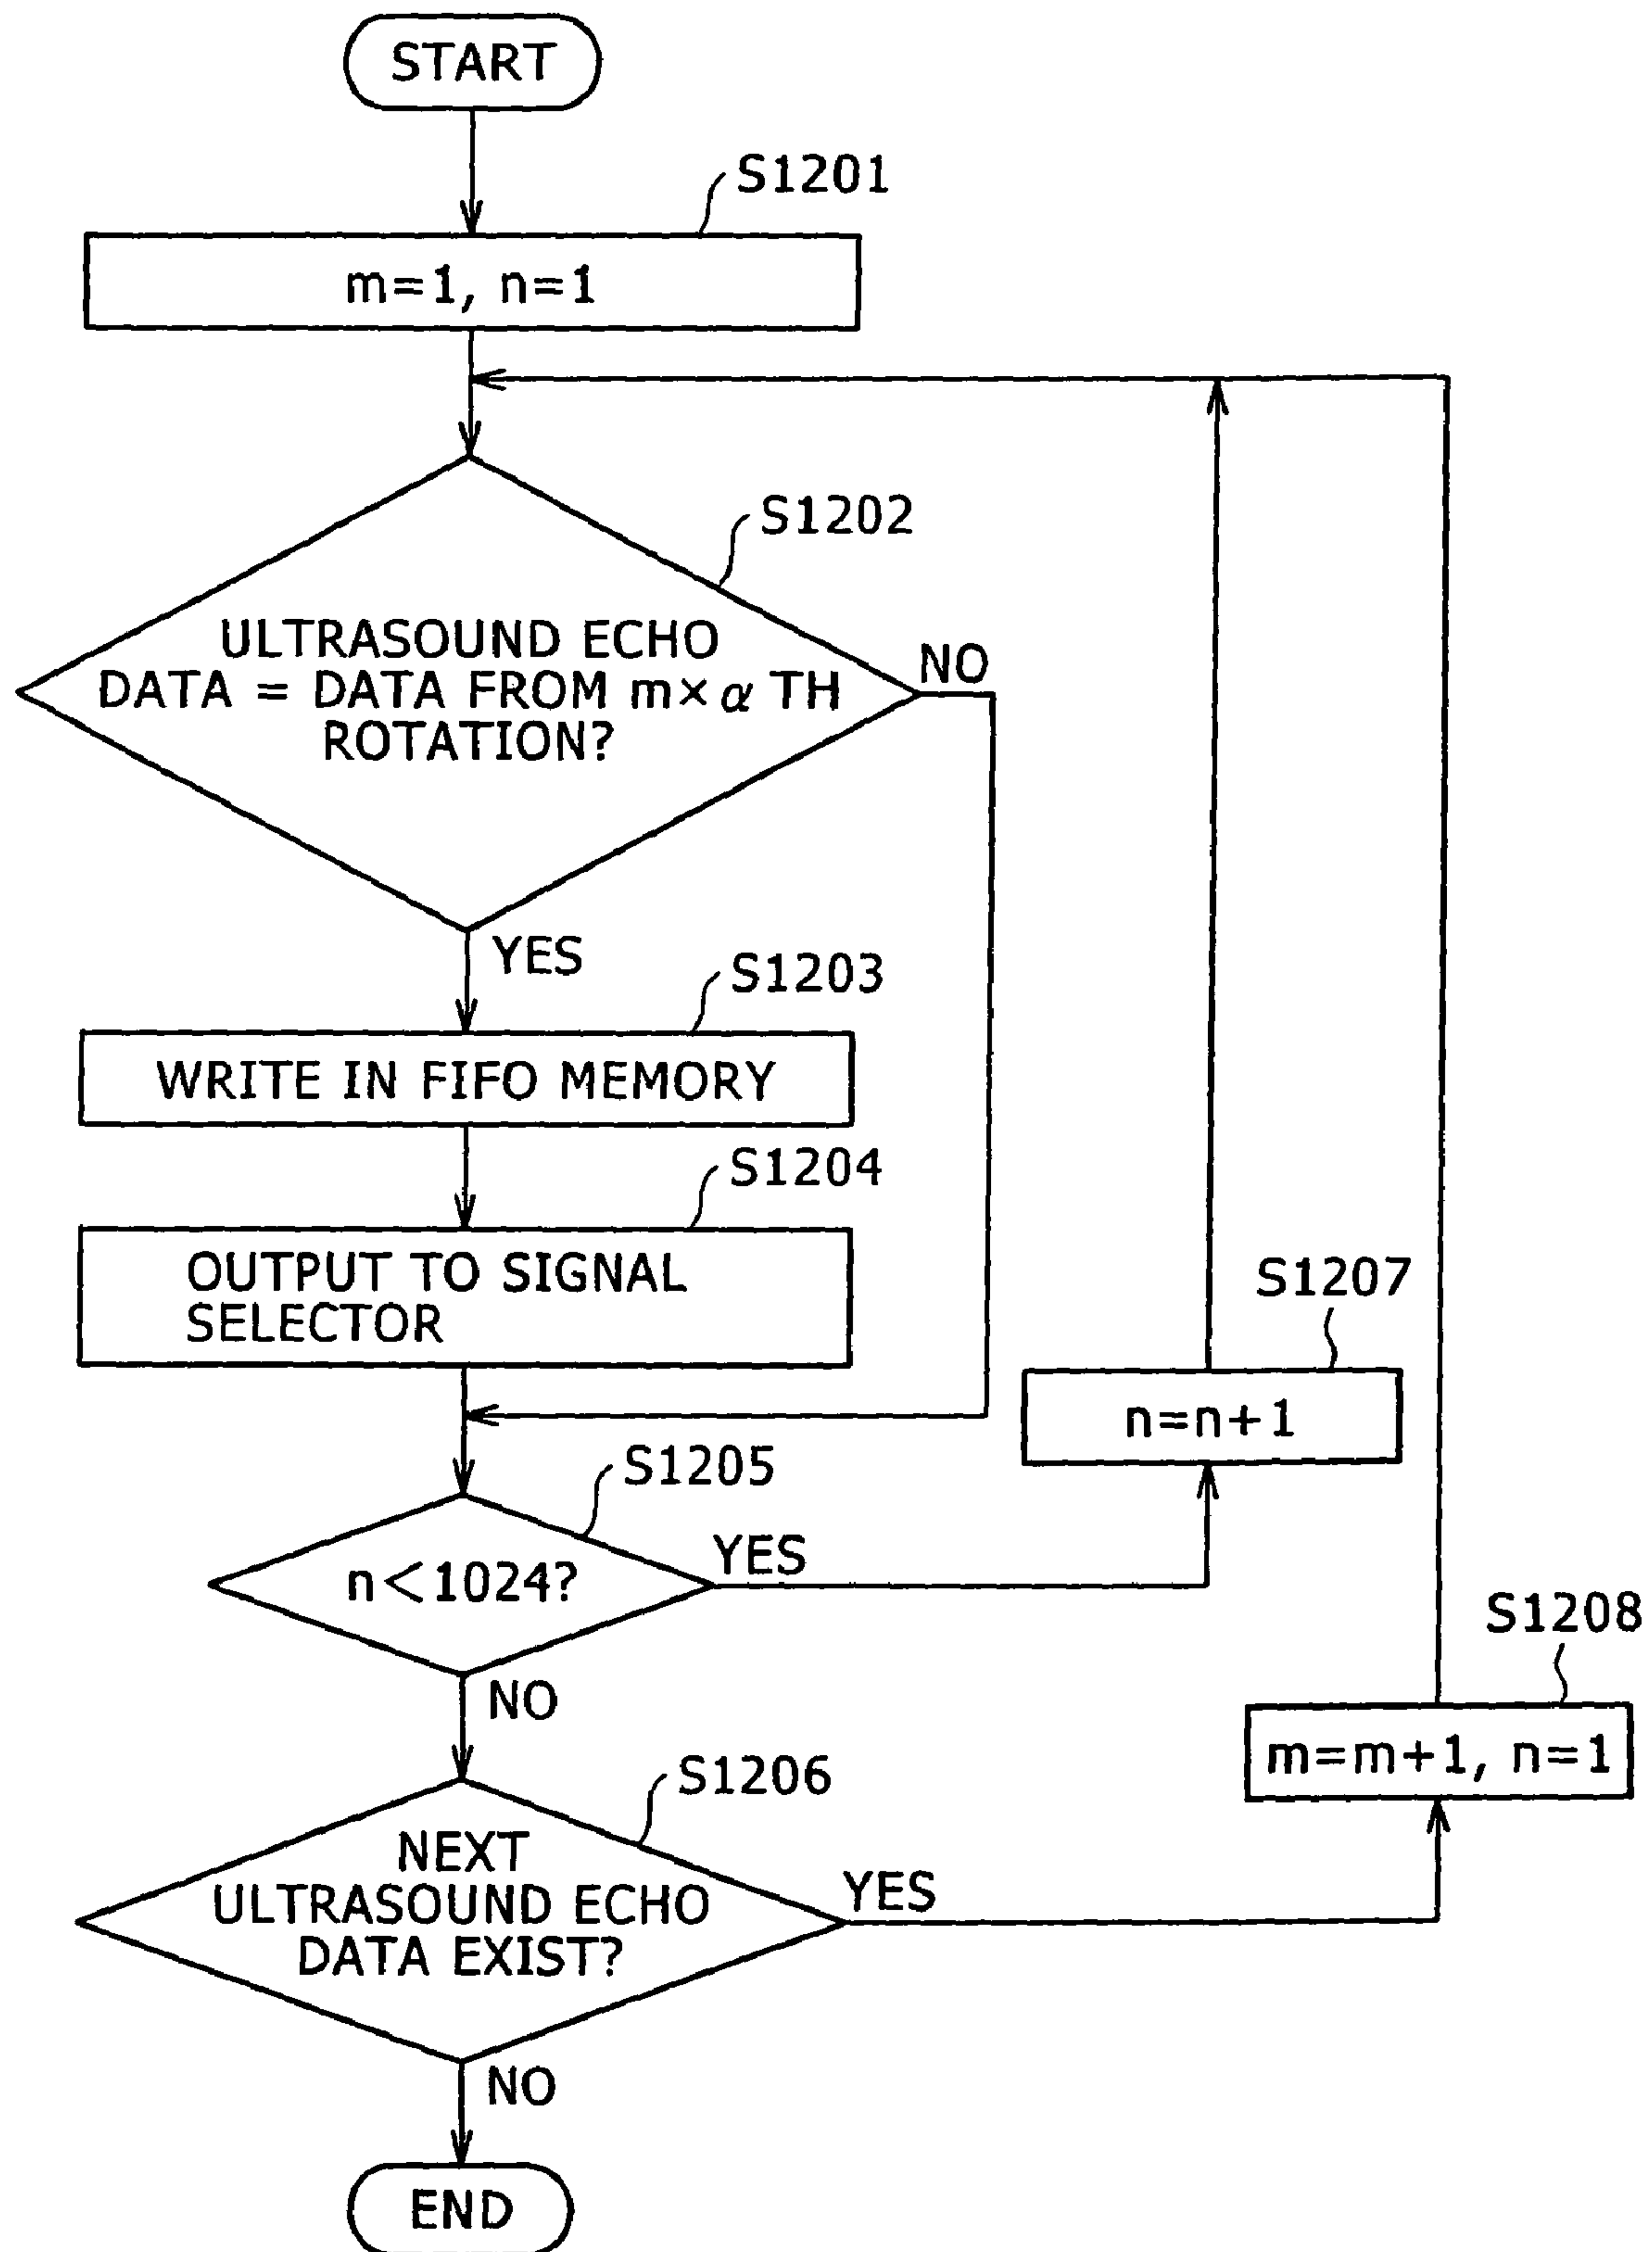 START
S1201
m=1, n=1
S1202
ULTRASOUND ECHO
DATA = DATA FROM m×α TH
ROTATION?
NO
YES
S1203
WRITE IN FIFO MEMORY
S1204
OUTPUT TO SIGNAL
SELECTOR
S1207
n=n+1
S1205
n<1024?
YES
NO
S1208
m=m+1, n=1
S1206
NEXT
ULTRASOUND ECHO
DATA EXIST?
YES
NO
END